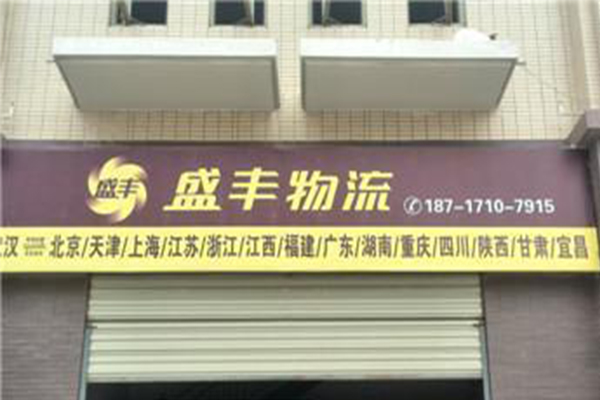 盛丰 盛丰物流 ✆187-1710-7915
汉 北京/天津/上海/江苏/浙江/江西/福建/广东/湖南/重庆/四川/陕西/甘肃/宜昌